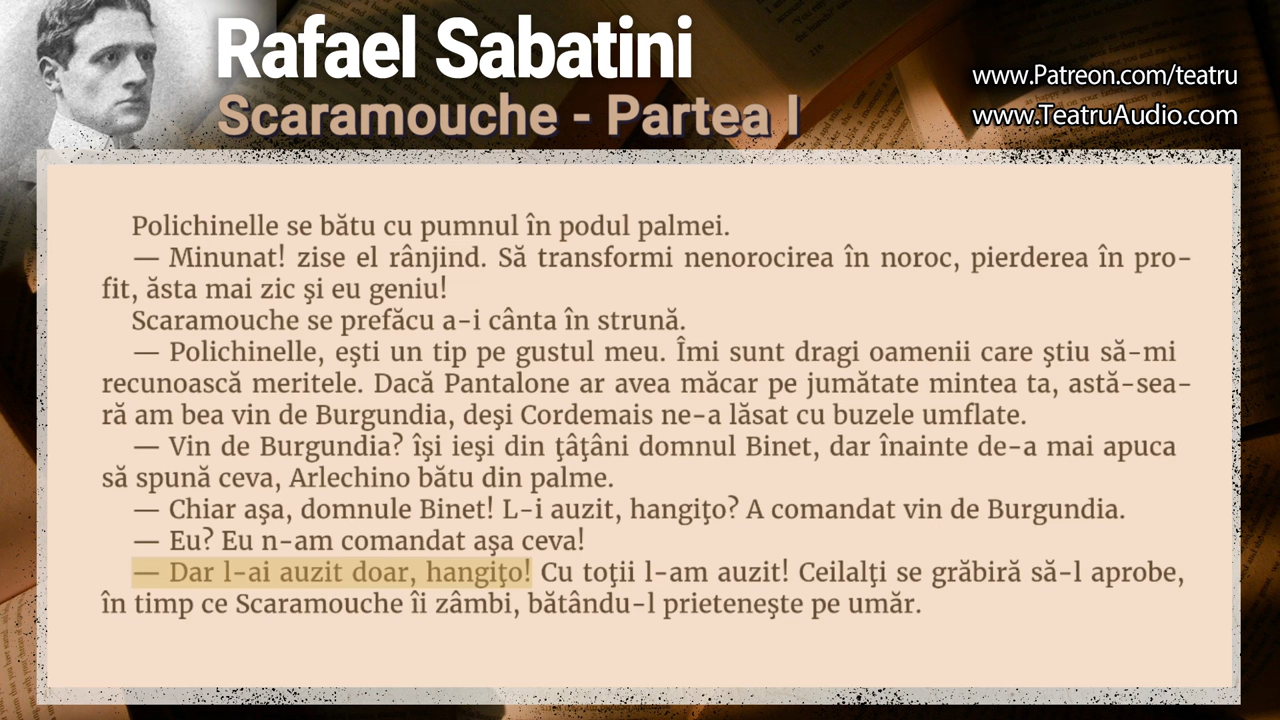 Rafael Sabatini
Scaramouche - Partea I
www.Patreon.com/teatru
www.TeatruAudio.com
Polichinelle se bătu cu pumnul în podul palmei.
— Minunat! zise el rânjind. Să transformi nenorocirea în noroc, pierderea în pro-
fit, ăsta mai zic şi eu geniu!
Scaramouche se prefăcu a-i cânta în strună.
— Polichinelle, eşti un tip pe gustul meu. Îmi sunt dragi oamenii care ştiu să-mi
recunoască meritele. Dacă Pantalone ar avea măcar pe jumătate mintea ta, astă-sea-
ră am bea vin de Burgundia, deşi Cordemais ne-a lăsat cu buzele umflate.
— Vin de Burgundia? îşi ieşi din ţâţâni domnul Binet, dar înainte de-a mai apuca
să spună ceva, Arlechino bătu din palme.
— Chiar aşa, domnule Binet! L-i auzit, hangiţo? A comandat vin de Burgundia.
— Eu? Eu n-am comandat aşa ceva!
— Dar l-ai auzit doar, hangiţo! Cu toţii l-am auzit! Ceilalţi se grăbiră să-l aprobe,
în timp ce Scaramouche îi zâmbi, bătându-l prieteneşte pe umăr.